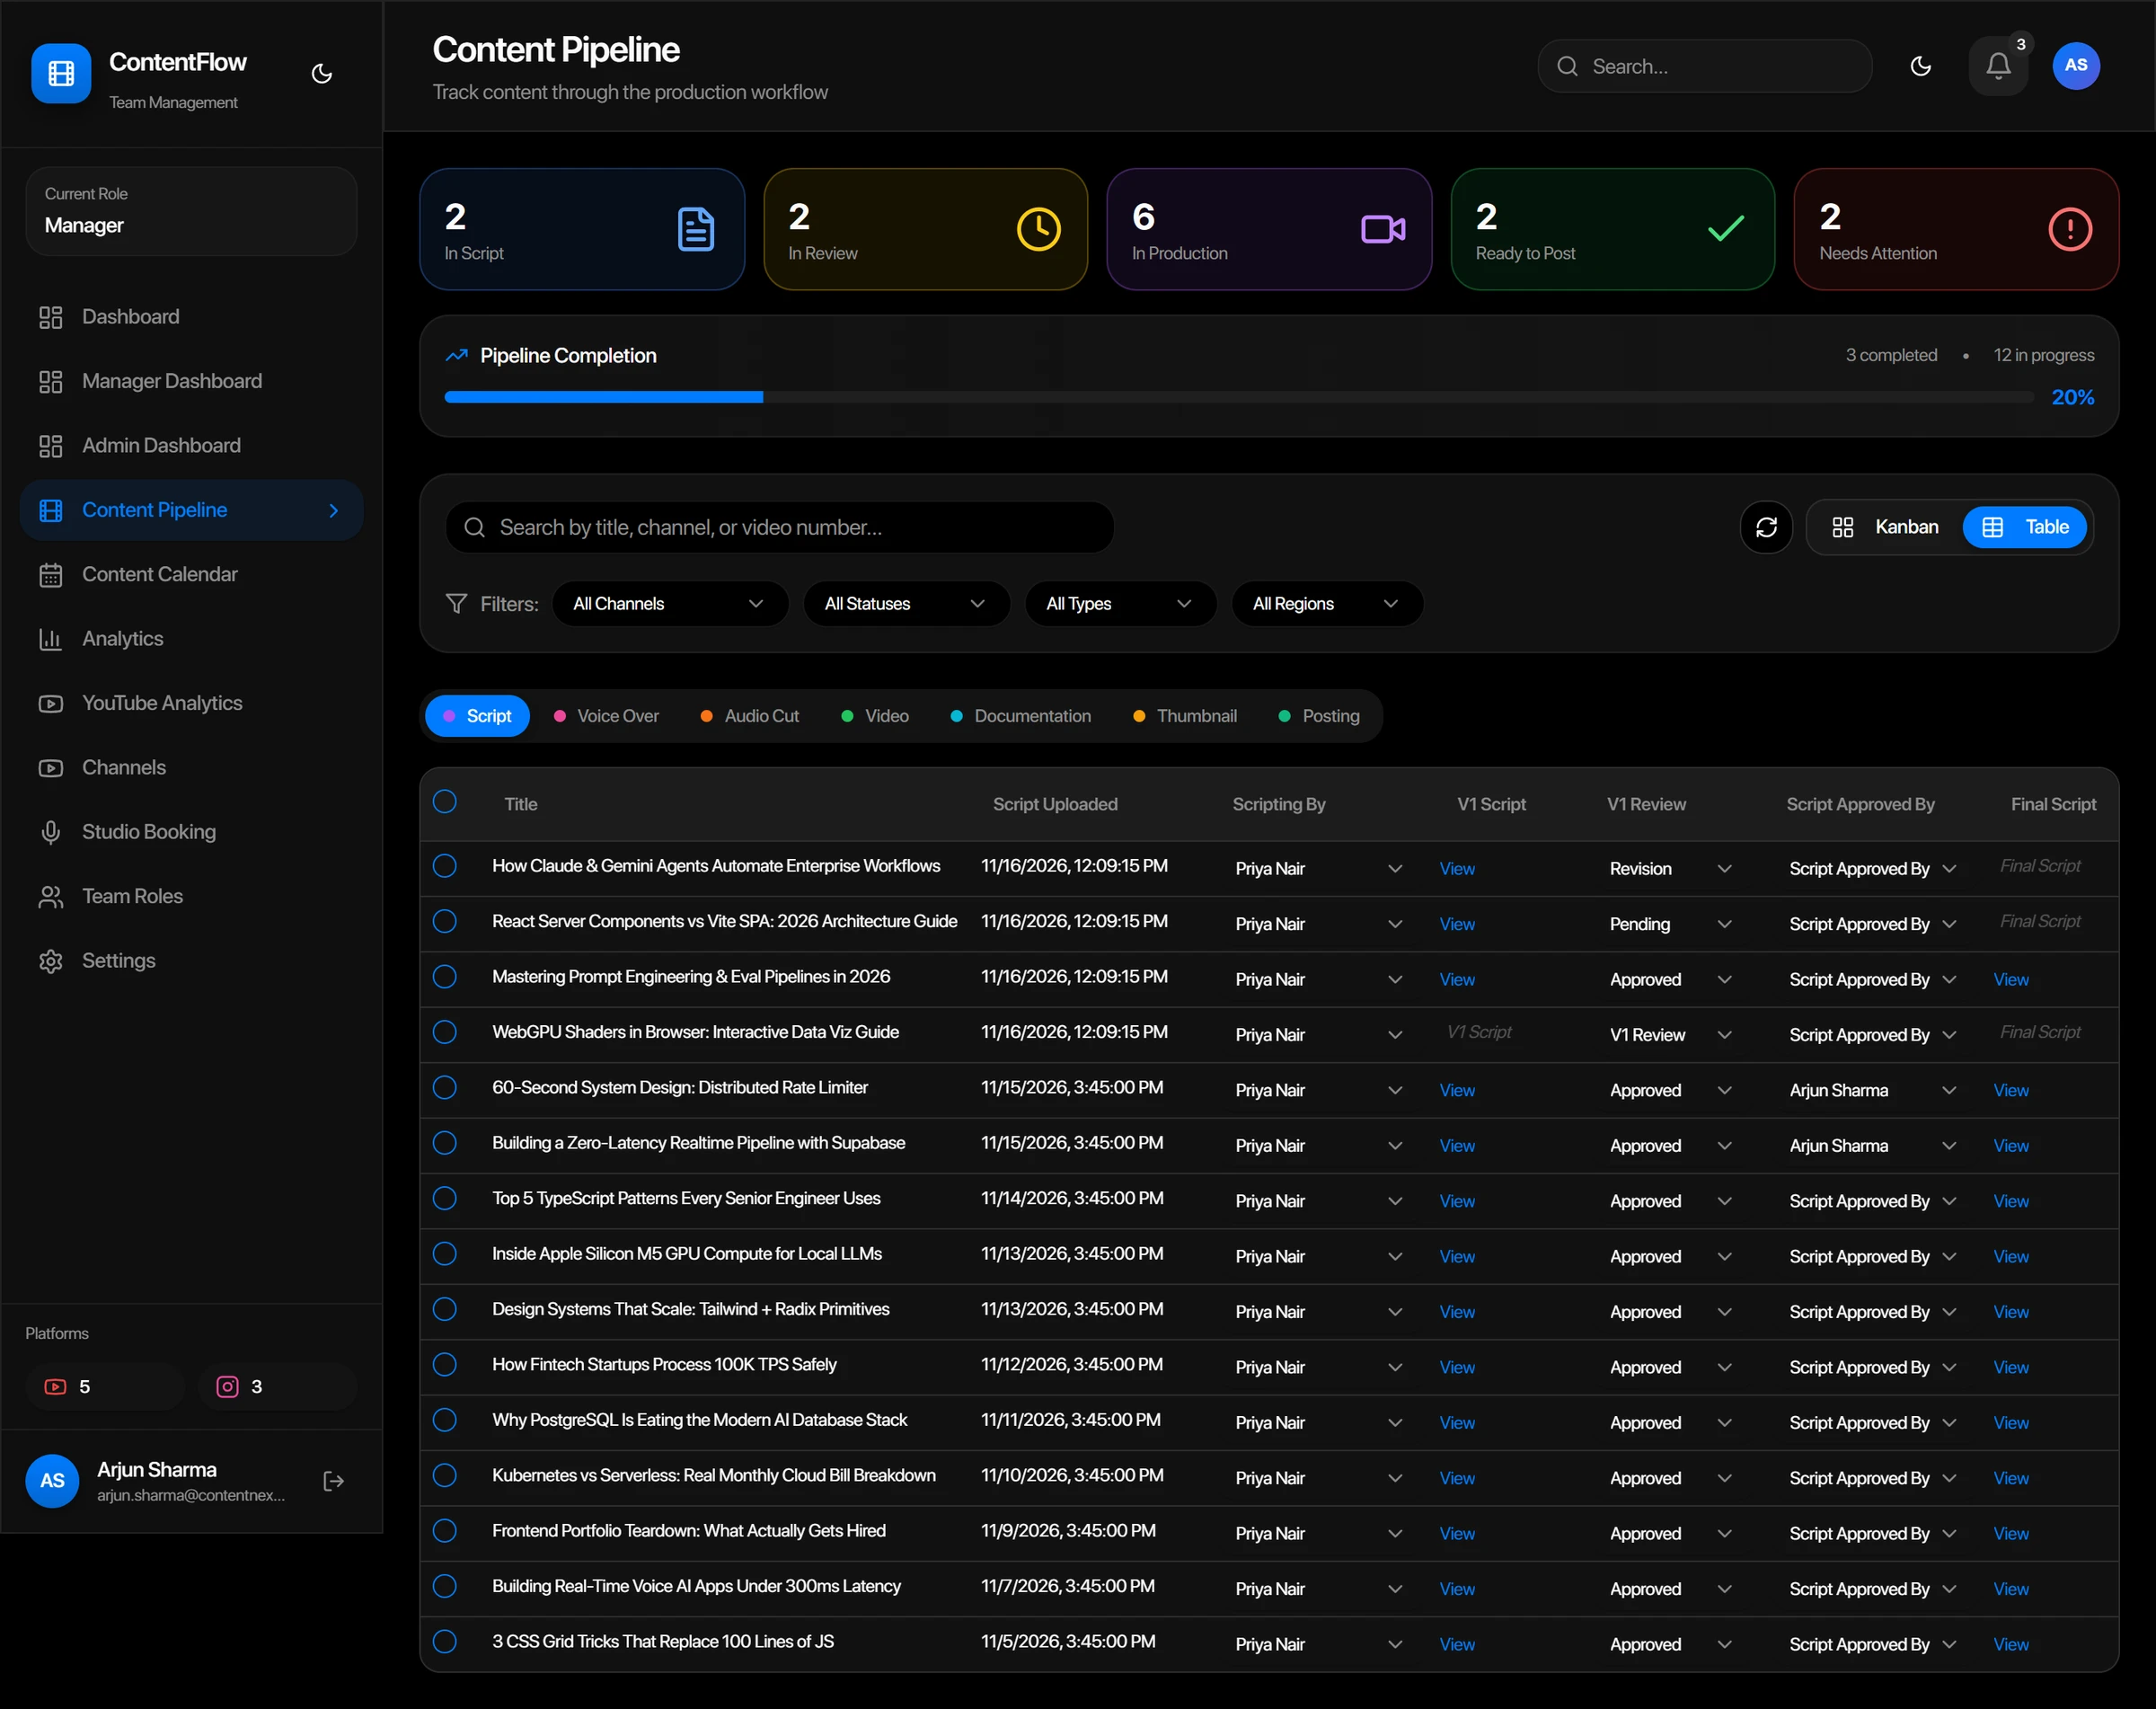 ContentFlow
Team Management
Current Role
Manager
Dashboard
Manager Dashboard
Admin Dashboard
Content Pipeline
Content Calendar
Analytics
YouTube Analytics
Channels
Studio Booking
Team Roles
Settings
Platforms
5 3
AS Arjun Sharma
arjun.sharma@contentnex...
Content Pipeline
Track content through the production workflow
Search...
3
AS
2
In Script
2
In Review
6
In Production
2
Ready to Post
2
Needs Attention
Pipeline Completion 3 completed • 12 in progress
20%
Search by title, channel, or video number...
Kanban Table
Filters: All Channels All Statuses All Types All Regions
Script Voice Over Audio Cut Video Documentation Thumbnail Posting
Title Script Uploaded Scripting By V1 Script V1 Review Script Approved By Final Script
How Claude & Gemini Agents Automate Enterprise Workflows 11/16/2026, 12:09:15 PM Priya Nair View Revision Script Approved By Final Script
React Server Components vs Vite SPA: 2026 Architecture Guide 11/16/2026, 12:09:15 PM Priya Nair View Pending Script Approved By Final Script
Mastering Prompt Engineering & Eval Pipelines in 2026 11/16/2026, 12:09:15 PM Priya Nair View Approved Script Approved By View
WebGPU Shaders in Browser: Interactive Data Viz Guide 11/16/2026, 12:09:15 PM Priya Nair V1 Script V1 Review Script Approved By Final Script
60-Second System Design: Distributed Rate Limiter 11/15/2026, 3:45:00 PM Priya Nair View Approved Arjun Sharma View
Building a Zero-Latency Realtime Pipeline with Supabase 11/15/2026, 3:45:00 PM Priya Nair View Approved Arjun Sharma View
Top 5 TypeScript Patterns Every Senior Engineer Uses 11/14/2026, 3:45:00 PM Priya Nair View Approved Script Approved By View
Inside Apple Silicon M5 GPU Compute for Local LLMs 11/13/2026, 3:45:00 PM Priya Nair View Approved Script Approved By View
Design Systems That Scale: Tailwind + Radix Primitives 11/13/2026, 3:45:00 PM Priya Nair View Approved Script Approved By View
How Fintech Startups Process 100K TPS Safely 11/12/2026, 3:45:00 PM Priya Nair View Approved Script Approved By View
Why PostgreSQL Is Eating the Modern AI Database Stack 11/11/2026, 3:45:00 PM Priya Nair View Approved Script Approved By View
Kubernetes vs Serverless: Real Monthly Cloud Bill Breakdown 11/10/2026, 3:45:00 PM Priya Nair View Approved Script Approved By View
Frontend Portfolio Teardown: What Actually Gets Hired 11/9/2026, 3:45:00 PM Priya Nair View Approved Script Approved By View
Building Real-Time Voice AI Apps Under 300ms Latency 11/7/2026, 3:45:00 PM Priya Nair View Approved Script Approved By View
3 CSS Grid Tricks That Replace 100 Lines of JS 11/5/2026, 3:45:00 PM Priya Nair View Approved Script Approved By View